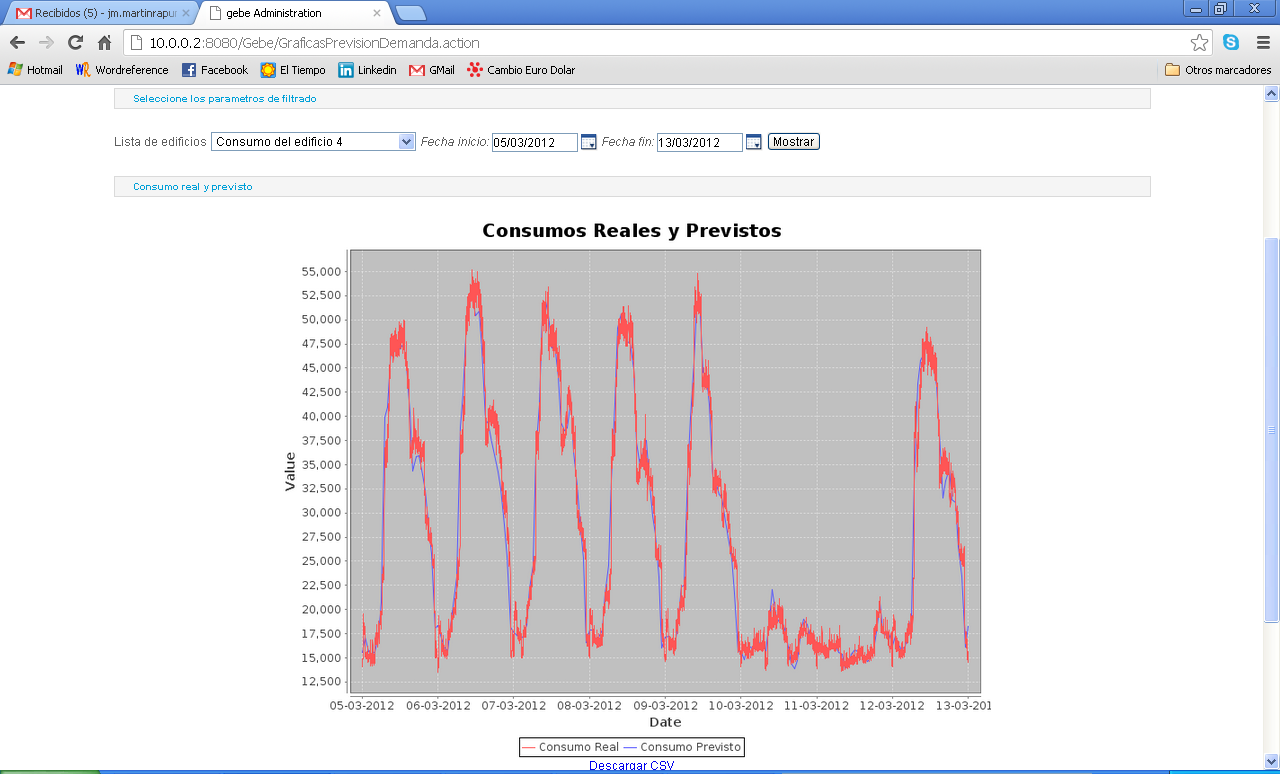 Recibidos (5) - jm.martinrapur
gebe Administration
10.0.0.2:8080/Gebe/GraficasPrevisionDemanda.action
Hotmail Wordreference Facebook El Tiempo Linkedin GMail Cambio Euro Dolar Otros marcadores
Seleccione los parametros de filtrado
Lista de edificios Consumo del edificio 4 Fecha inicio: 05/03/2012 Fecha fin: 13/03/2012 Mostrar
Consumo real y previsto
Consumos Reales y Previstos
55,000
52,500
50,000
47,500
45,000
42,500
40,000
37,500
35,000
32,500
30,000
27,500
25,000
22,500
20,000
17,500
15,000
12,500
Value
05-03-2012 06-03-2012 07-03-2012 08-03-2012 09-03-2012 10-03-2012 11-03-2012 12-03-2012 13-03-201
Date
Consumo Real Consumo Previsto
Descargar CSV